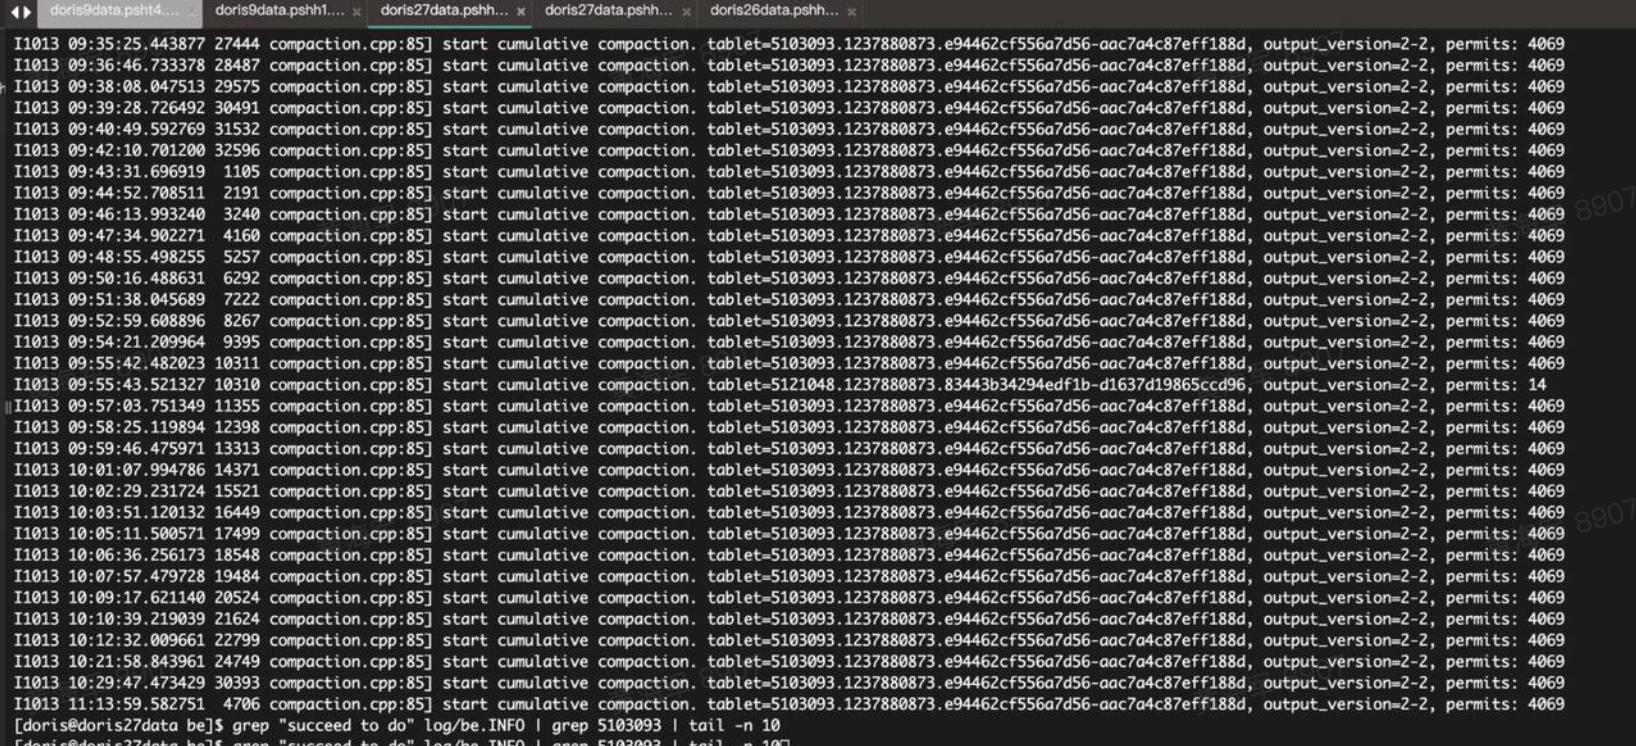 doris9data.psht4.... × doris9data.pshh1.... × doris27data.pshh... × doris27data.pshh... × doris26data.pshh... ×
I1013 09:35:25.443877 27444 compaction.cpp:85] start cumulative compaction. tablet=5103093.1237880873.e94462cf556a7d56-aac7a4c87eff188d, output_version=2-2, permits: 4069
I1013 09:36:46.733378 28487 compaction.cpp:85] start cumulative compaction. tablet=5103093.1237880873.e94462cf556a7d56-aac7a4c87eff188d, output_version=2-2, permits: 4069
I1013 09:38:08.047513 29575 compaction.cpp:85] start cumulative compaction. tablet=5103093.1237880873.e94462cf556a7d56-aac7a4c87eff188d, output_version=2-2, permits: 4069
I1013 09:39:28.726492 30491 compaction.cpp:85] start cumulative compaction. tablet=5103093.1237880873.e94462cf556a7d56-aac7a4c87eff188d, output_version=2-2, permits: 4069
I1013 09:40:49.592769 31532 compaction.cpp:85] start cumulative compaction. tablet=5103093.1237880873.e94462cf556a7d56-aac7a4c87eff188d, output_version=2-2, permits: 4069
I1013 09:42:10.701200 32596 compaction.cpp:85] start cumulative compaction. tablet=5103093.1237880873.e94462cf556a7d56-aac7a4c87eff188d, output_version=2-2, permits: 4069
I1013 09:43:31.696919 1105 compaction.cpp:85] start cumulative compaction. tablet=5103093.1237880873.e94462cf556a7d56-aac7a4c87eff188d, output_version=2-2, permits: 4069
I1013 09:44:52.708511 2191 compaction.cpp:85] start cumulative compaction. tablet=5103093.1237880873.e94462cf556a7d56-aac7a4c87eff188d, output_version=2-2, permits: 4069
I1013 09:46:13.993240 3240 compaction.cpp:85] start cumulative compaction. tablet=5103093.1237880873.e94462cf556a7d56-aac7a4c87eff188d, output_version=2-2, permits: 4069
I1013 09:47:34.902271 4160 compaction.cpp:85] start cumulative compaction. tablet=5103093.1237880873.e94462cf556a7d56-aac7a4c87eff188d, output_version=2-2, permits: 4069
I1013 09:48:55.498255 5257 compaction.cpp:85] start cumulative compaction. tablet=5103093.1237880873.e94462cf556a7d56-aac7a4c87eff188d, output_version=2-2, permits: 4069
I1013 09:50:16.488631 6292 compaction.cpp:85] start cumulative compaction. tablet=5103093.1237880873.e94462cf556a7d56-aac7a4c87eff188d, output_version=2-2, permits: 4069
I1013 09:51:38.045689 7222 compaction.cpp:85] start cumulative compaction. tablet=5103093.1237880873.e94462cf556a7d56-aac7a4c87eff188d, output_version=2-2, permits: 4069
I1013 09:52:59.608896 8267 compaction.cpp:85] start cumulative compaction. tablet=5103093.1237880873.e94462cf556a7d56-aac7a4c87eff188d, output_version=2-2, permits: 4069
I1013 09:54:21.209964 9395 compaction.cpp:85] start cumulative compaction. tablet=5103093.1237880873.e94462cf556a7d56-aac7a4c87eff188d, output_version=2-2, permits: 4069
I1013 09:55:42.482023 10311 compaction.cpp:85] start cumulative compaction. tablet=5103093.1237880873.e94462cf556a7d56-aac7a4c87eff188d, output_version=2-2, permits: 4069
I1013 09:55:43.521327 10310 compaction.cpp:85] start cumulative compaction. tablet=5121048.1237880873.83443b34294edf1b-d1637d19865ccd96, output_version=2-2, permits: 14
I1013 09:57:03.751349 11355 compaction.cpp:85] start cumulative compaction. tablet=5103093.1237880873.e94462cf556a7d56-aac7a4c87eff188d, output_version=2-2, permits: 4069
I1013 09:58:25.119894 12398 compaction.cpp:85] start cumulative compaction. tablet=5103093.1237880873.e94462cf556a7d56-aac7a4c87eff188d, output_version=2-2, permits: 4069
I1013 09:59:46.475971 13313 compaction.cpp:85] start cumulative compaction. tablet=5103093.1237880873.e94462cf556a7d56-aac7a4c87eff188d, output_version=2-2, permits: 4069
I1013 10:01:07.994786 14371 compaction.cpp:85] start cumulative compaction. tablet=5103093.1237880873.e94462cf556a7d56-aac7a4c87eff188d, output_version=2-2, permits: 4069
I1013 10:02:29.231724 15521 compaction.cpp:85] start cumulative compaction. tablet=5103093.1237880873.e94462cf556a7d56-aac7a4c87eff188d, output_version=2-2, permits: 4069
I1013 10:03:51.120132 16449 compaction.cpp:85] start cumulative compaction. tablet=5103093.1237880873.e94462cf556a7d56-aac7a4c87eff188d, output_version=2-2, permits: 4069
I1013 10:05:11.500571 17499 compaction.cpp:85] start cumulative compaction. tablet=5103093.1237880873.e94462cf556a7d56-aac7a4c87eff188d, output_version=2-2, permits: 4069
I1013 10:06:36.256173 18548 compaction.cpp:85] start cumulative compaction. tablet=5103093.1237880873.e94462cf556a7d56-aac7a4c87eff188d, output_version=2-2, permits: 4069
I1013 10:07:57.479728 19484 compaction.cpp:85] start cumulative compaction. tablet=5103093.1237880873.e94462cf556a7d56-aac7a4c87eff188d, output_version=2-2, permits: 4069
I1013 10:09:17.621140 20524 compaction.cpp:85] start cumulative compaction. tablet=5103093.1237880873.e94462cf556a7d56-aac7a4c87eff188d, output_version=2-2, permits: 4069
I1013 10:10:39.219039 21624 compaction.cpp:85] start cumulative compaction. tablet=5103093.1237880873.e94462cf556a7d56-aac7a4c87eff188d, output_version=2-2, permits: 4069
I1013 10:12:32.009661 22799 compaction.cpp:85] start cumulative compaction. tablet=5103093.1237880873.e94462cf556a7d56-aac7a4c87eff188d, output_version=2-2, permits: 4069
I1013 10:21:58.843961 24749 compaction.cpp:85] start cumulative compaction. tablet=5103093.1237880873.e94462cf556a7d56-aac7a4c87eff188d, output_version=2-2, permits: 4069
I1013 10:29:47.473429 30393 compaction.cpp:85] start cumulative compaction. tablet=5103093.1237880873.e94462cf556a7d56-aac7a4c87eff188d, output_version=2-2, permits: 4069
I1013 11:13:59.582751 4706 compaction.cpp:85] start cumulative compaction. tablet=5103093.1237880873.e94462cf556a7d56-aac7a4c87eff188d, output_version=2-2, permits: 4069
[doris@doris27data be]$ grep "succeed to do" log/be.INFO | grep 5103093 | tail -n 10
[doris@doris27data be]$ grep "succeed to do" log/be.INFO | grep 5103093 | tail -n 10